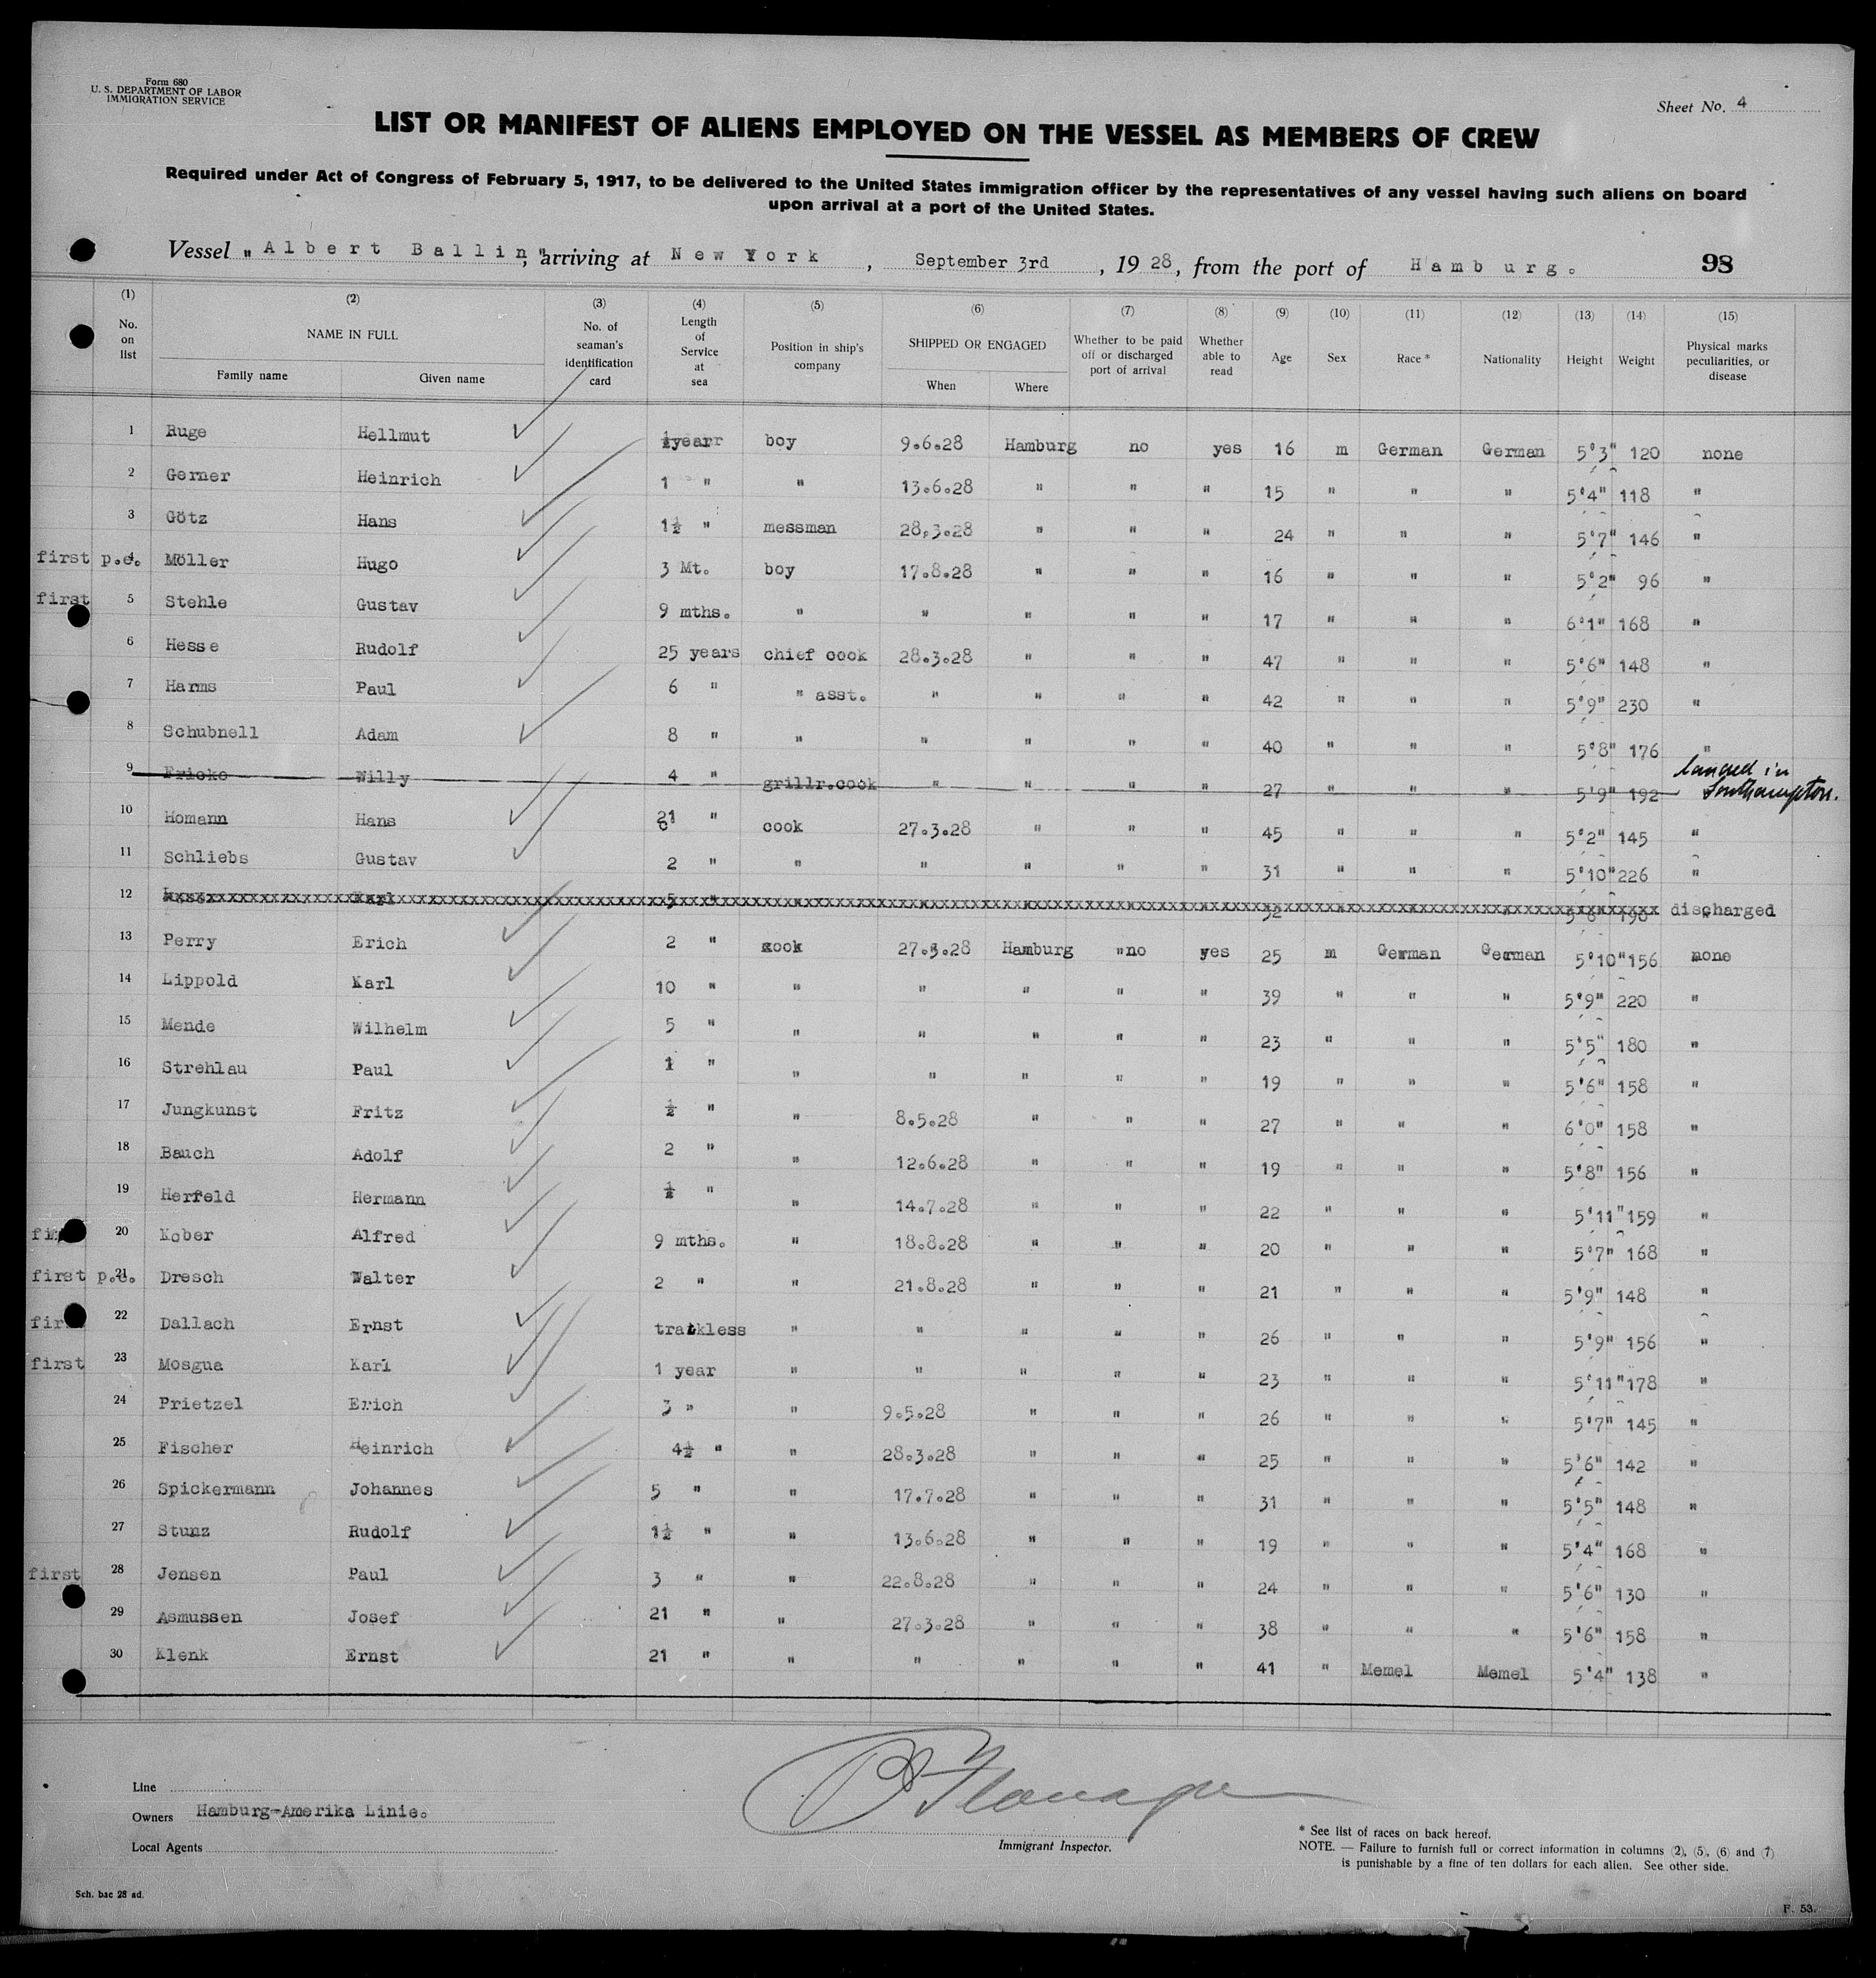 Form 680
U. S. DEPARTMENT OF LABOR
IMMIGRATION SERVICE
Sheet No. 4
LIST OR MANIFEST OF ALIENS EMPLOYED ON THE VESSEL AS MEMBERS OF CREW
Required under Act of Congress of February 5, 1917, to be delivered to the United States immigration officer by the representatives of any vessel having such aliens on board
upon arrival at a port of the United States.
Vessel "Albert Ballin", arriving at New York, September 3rd, 1928, from the port of Hamburg. 98
(1) (2) (3) (4) (5) (6) (7) (8) (9) (10) (11) (12) (13) (14) (15)
No. on list NAME IN FULL Family name Given name No. of seaman's identification card Length of Service at sea Position in ship's company SHIPPED OR ENGAGED When Where Whether to be paid off or discharged port of arrival Whether able to read Age Sex Race * Nationality Height Weight Physical marks peculiarities, or disease
1 Ruge Hellmut boy 9.6.28 Hamburg no yes 16 m German German 5'3" 120 none
2 Gerner Heinrich 1 " " 13.6.28 " " " 15 " " " 5'4" 118 "
3 Götz Hans 1½ " messman 28.3.28 " " " 24 " " " 5'7" 146 "
first p.e. 4 Möller Hugo 3 Mt. boy 17.8.28 " " " 16 " " " 5'2" 96 "
first 5 Stehle Gustav 9 mths. " " " " " 17 " " " 6'1" 168 "
6 Hesse Rudolf 25 years chief cook 28.3.28 " " " 47 " " " 5'6" 148 "
7 Harms Paul 6 " " asst. " " " " 42 " " " 5'9" 230 "
8 Schubnell Adam 8 " " " " " " 40 " " " 5'8" 176 "
9 Fricke Willy 4 " grillr.cook " " " " 27 " " " 5'9" 192 landed in Southampton.
10 Homann Hans 21 " cook 27.3.28 " " " 45 " " " 5'2" 145 "
11 Schliebs Gustav 2 " " " " " " 31 " " " 5'10" 226 "
12 Karl 5 " " " " " " 32 " " " 5'8" 190 discharged
13 Perry Erich 2 " cook 27.3.28 Hamburg "no yes 25 m German German 5'10" 156 none
14 Lippold Karl 10 " " " " " " 39 " " " 5'9" 220 "
15 Mende Wilhelm 5 " " " " " " 23 " " " 5'5" 180 "
16 Strehlau Paul 1 " " " " " " 19 " " " 5'6" 158 "
17 Jungkunst Fritz ½ " " 8.5.28 " " " 27 " " " 6'0" 158 "
18 Bauch Adolf 2 " " 12.6.28 " " " 19 " " " 5'8" 156 "
19 Herfeld Hermann ½ " " 14.7.28 " " " 22 " " " 5'11" 159 "
20 Kober Alfred 9 mths. " 18.8.28 " " " 20 " " " 5'7" 168 "
first p.e. 21 Dresch Walter 2 " " 21.8.28 " " " 21 " " " 5'9" 148 "
22 Dallach Ernst " " " " " 26 " " " 5'9" 156 "
first 23 Mosgua Karl 1 year " " " " " 23 " " " 5'11" 178 "
24 Prietzel Erich 3 " " 9.5.28 " " " 26 " " " 5'7" 145 "
25 Fischer Heinrich 4½ " " 28.3.28 " " " 25 " " " 5'6" 142 "
26 Spickermann Johannes 5 " " 17.7.28 " " " 31 " " " 5'5" 148 "
27 Stunz Rudolf 1½ " " 13.6.28 " " " 19 " " " 5'4" 168 "
first 28 Jensen Paul 3 " " 22.8.28 " " " 24 " " " 5'6" 130 "
29 Asmussen Josef 21 " " 27.3.28 " " " 38 " " " 5'6" 158 "
30 Klenk Ernst 21 " " " " " " 41 " Memel Memel 5'4" 138 "
Line
Owners Hamburg-Amerika Linie.
Local Agents
Immigrant Inspector.
* See list of races on back hereof.
NOTE. — Failure to furnish full or correct information in columns (2), (5), (6) and (7)
is punishable by a fine of ten dollars for each alien. See other side.
Sch. bac 28 ad.
F. 53.